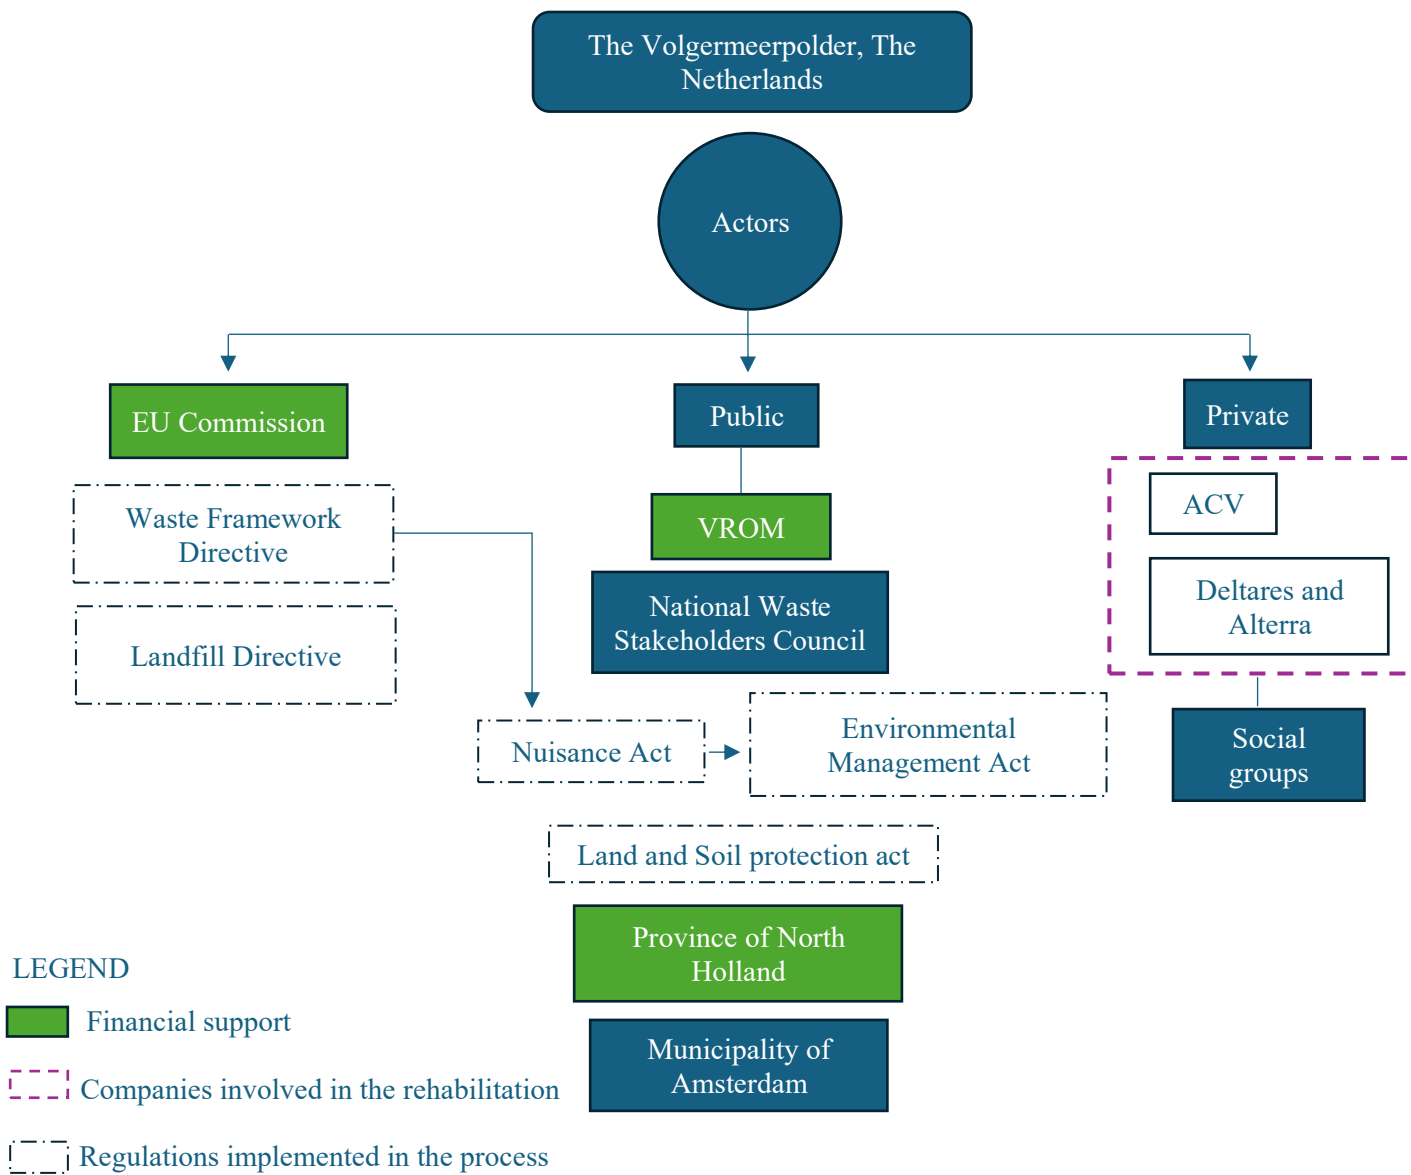 The Volgermeerpolder, The
Netherlands
Actors
EU Commission
Public
Private
Waste Framework
Directive
Landfill Directive
VROM
National Waste
Stakeholders Council
ACV
Deltares and
Alterra
Social
groups
Nuisance Act
Environmental
Management Act
Land and Soil protection act
Province of North
Holland
Municipality of
Amsterdam
LEGEND
Financial support
Companies involved in the rehabilitation
Regulations implemented in the process